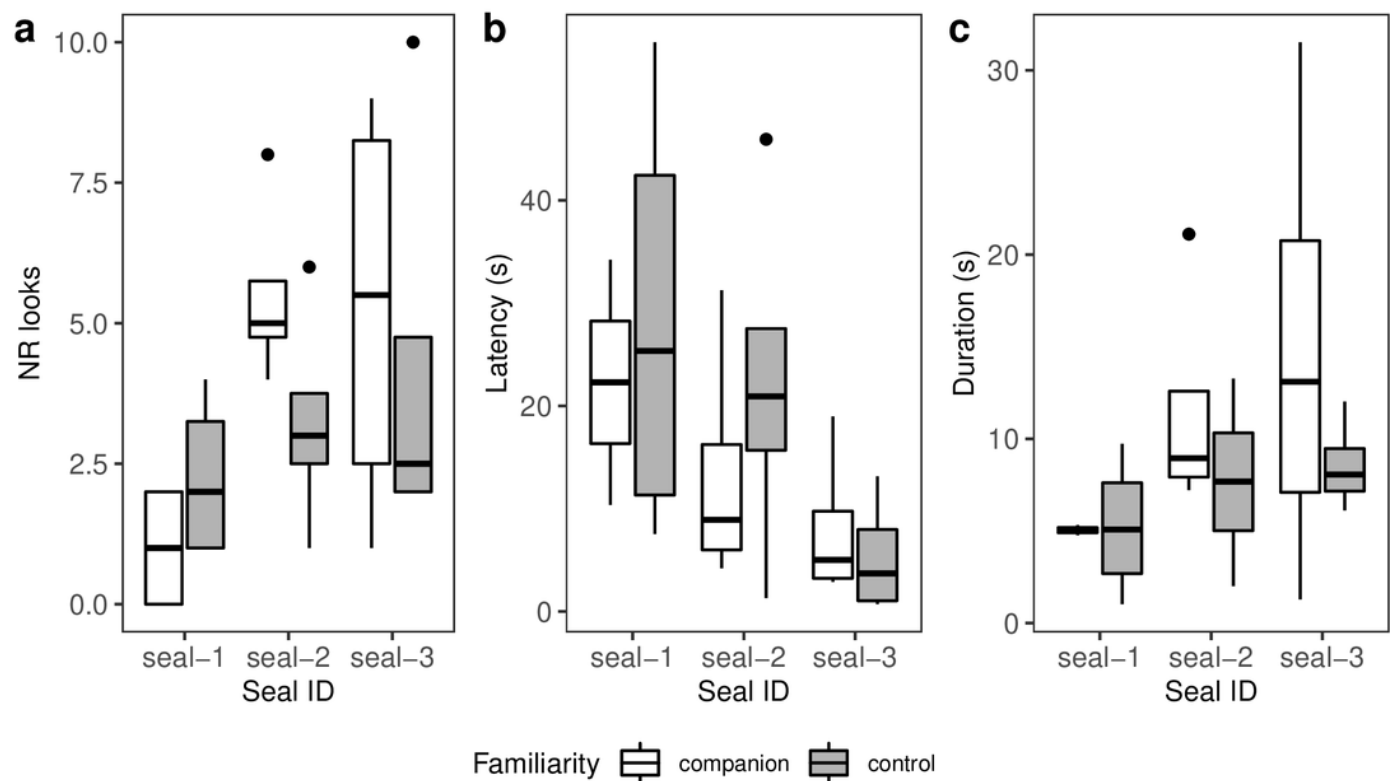 a
NR looks
10.0
7.5
5.0
2.5
0.0
seal-1 seal-2 seal-3
Seal ID
b
Latency (s)
40
20
0
seal-1 seal-2 seal-3
Seal ID
c
Duration (s)
30
20
10
0
seal-1 seal-2 seal-3
Seal ID
Familiarity companion control